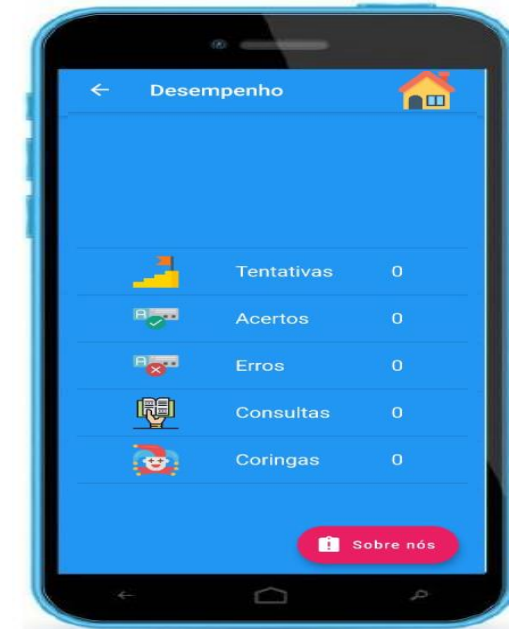 Desempenho
Tentativas 0
Acertos 0
Erros 0
Consultas 0
Coringas 0
Sobre nós